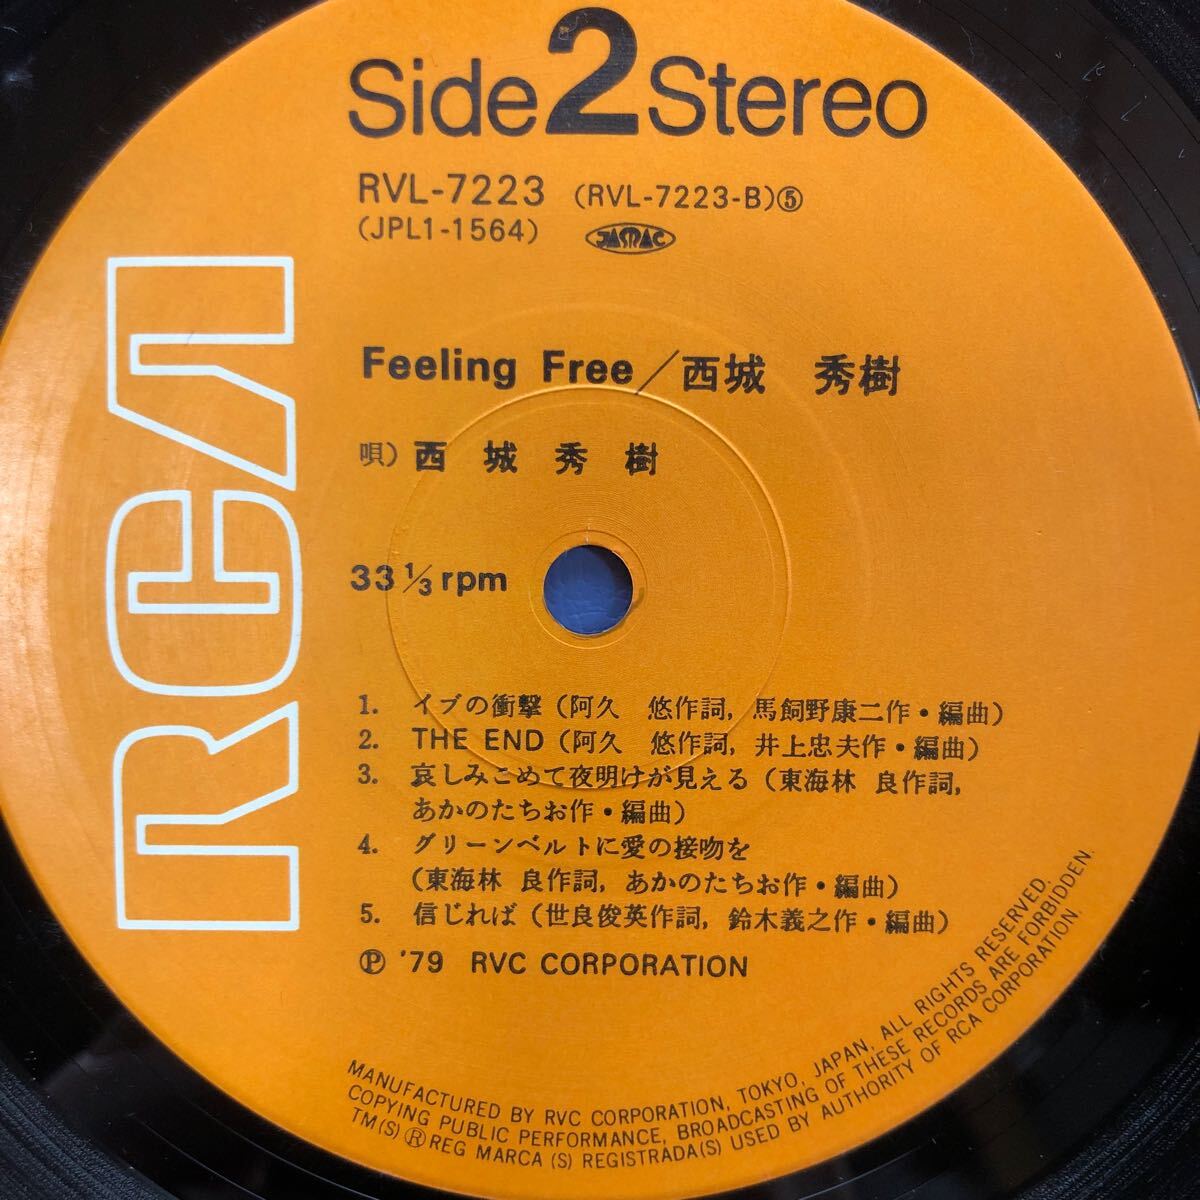 Side 2 Stereo
RVL-7223 (RVL-7223-B)⑤
(JPL1-1564) JASRAC
RCA
Feeling Free／西城 秀樹
唄) 西城秀樹
33 1/3 rpm
1. イブの衝撃 (阿久 悠作詞, 馬飼野康二作・編曲)
2. THE END (阿久 悠作詞, 井上忠夫作・編曲)
3. 哀しみこめて夜明けが見える (東海林 良作詞,
あかのたちお作・編曲)
4. グリーンベルトに愛の接吻を
(東海林 良作詞, あかのたちお作・編曲)
5. 信じれば (世良俊英作詞, 鈴木義之作・編曲)
Ⓟ '79 RVC CORPORATION
MANUFACTURED BY RVC CORPORATION, TOKYO, JAPAN, ALL RIGHTS RESERVED.
COPYING PUBLIC PERFORMANCE, BROADCASTING OF THESE RECORDS ARE FORBIDDEN.
TM(S) ® REG MARCA (S) REGISTRADA(S) USED BY AUTHORITY OF RCA CORPORATION.